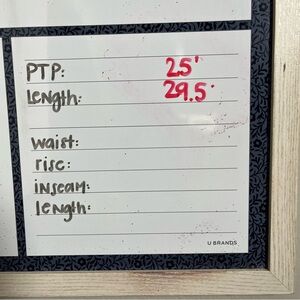 PTP: 25'
Length: 29.5'
waist:
rise:
inseam:
length:
U BRANDS